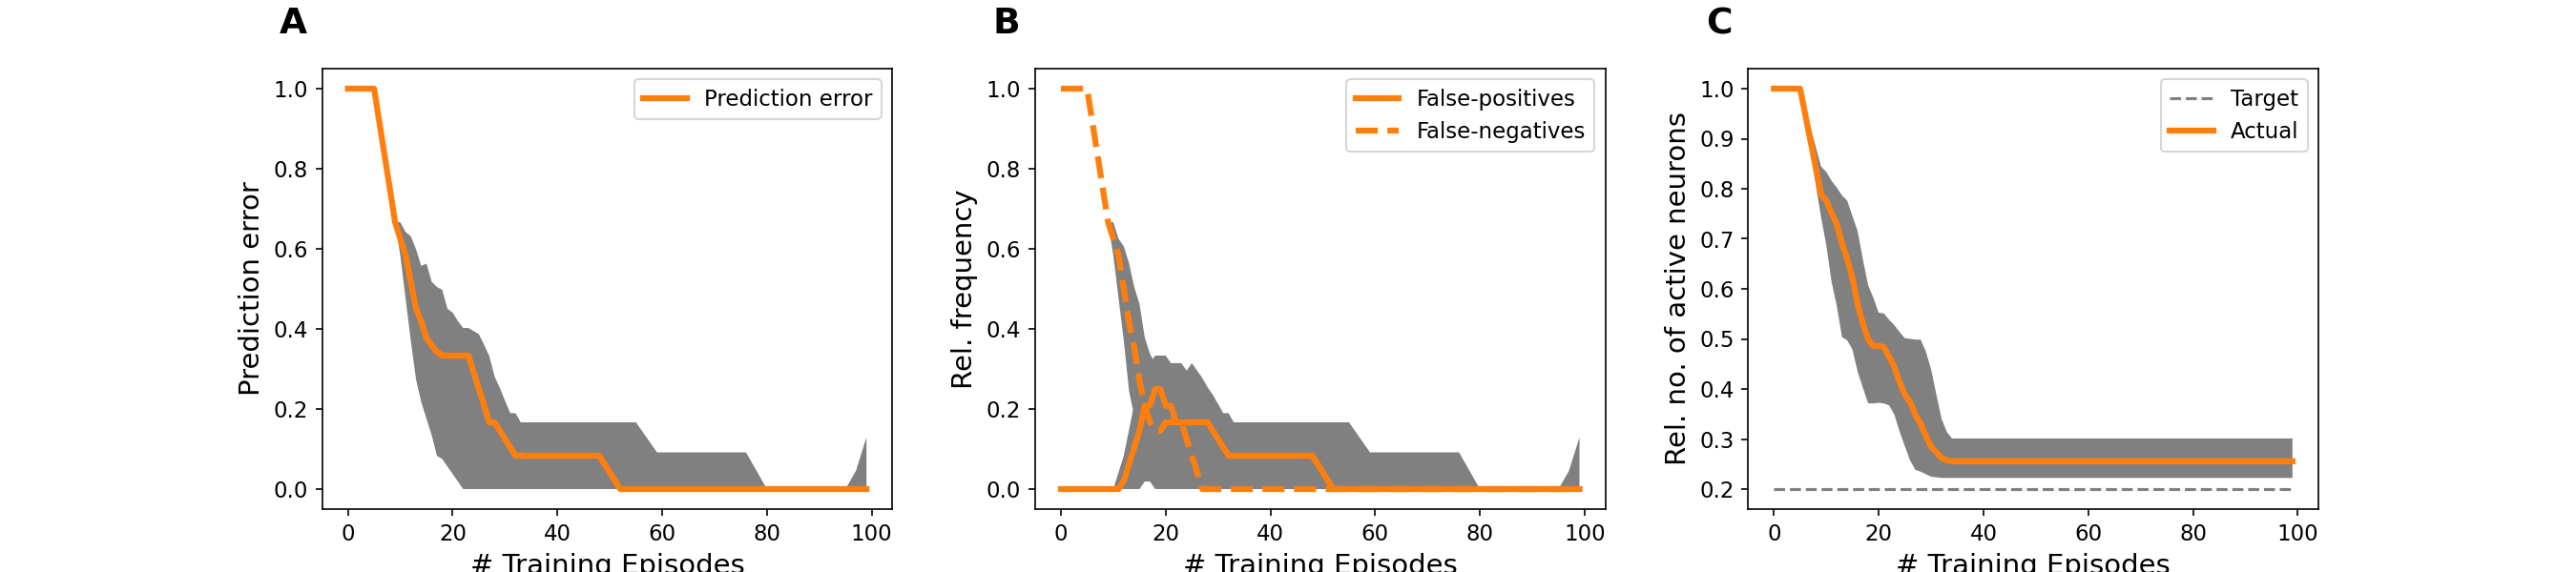 A
B
C
Prediction error
1.0
0.8
0.6
0.4
0.2
0.0
Prediction error
0
20
40
60
80
100
# Training Episodes
Rel. frequency
1.0
0.8
0.6
0.4
0.2
0.0
False-positives
False-negatives
0
20
40
60
80
100
# Training Episodes
Rel. no. of active neurons
1.0
0.9
0.8
0.7
0.6
0.5
0.4
0.3
0.2
Target
Actual
0
20
40
60
80
100
# Training Episodes